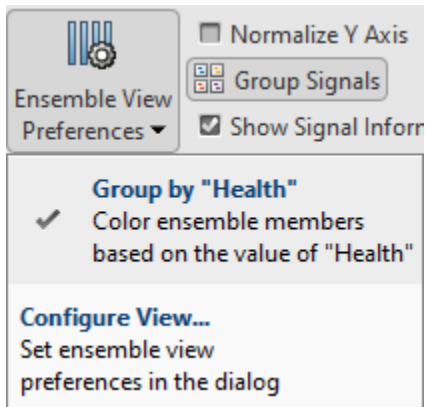 Ensemble View
Preferences
Normalize Y Axis
Group Signals
Show Signal
Group by "Health"
Color ensemble members
based on the value of "Health"
Configure View...
Set ensemble view
preferences in the dialog